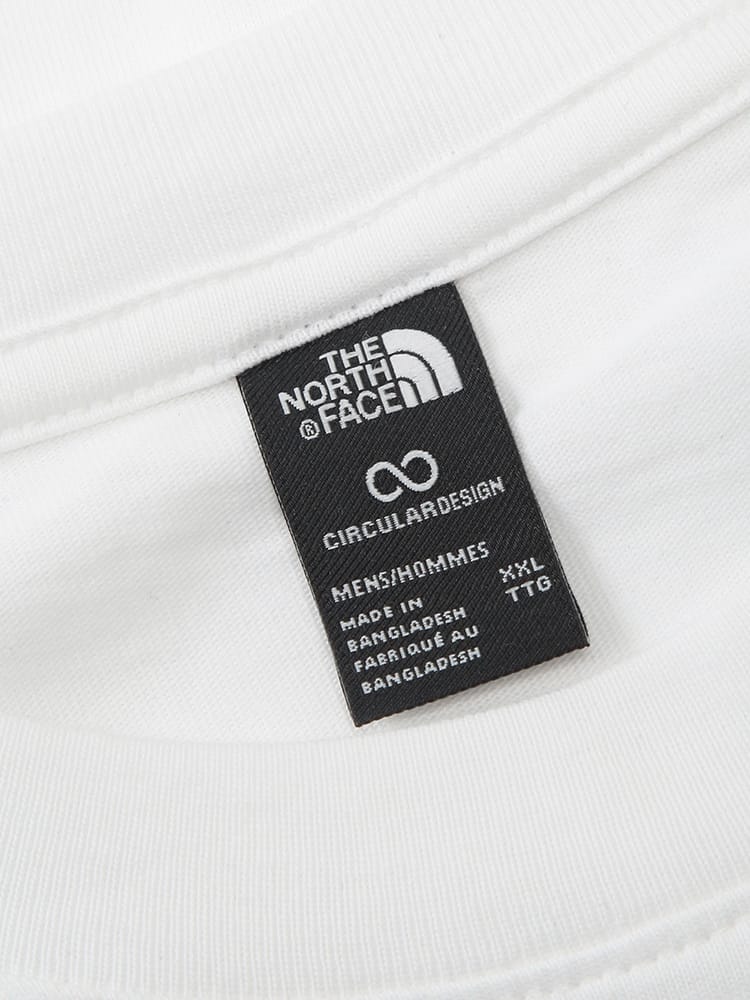 THE
NORTH
®FACE
CIRCULARDESIGN
MENS/HOMMES
XXL
TTG
MADE IN
BANGLADESH
FABRIQUÉ AU
BANGLADESH